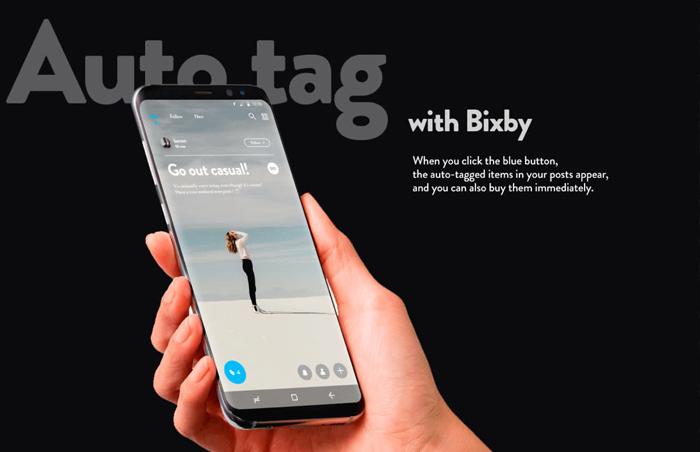 Auto tag
with Bixby
When you click the blue button,
the auto-tagged items in your posts appear,
and you can also buy them immediately.
Follow
Go out casual!